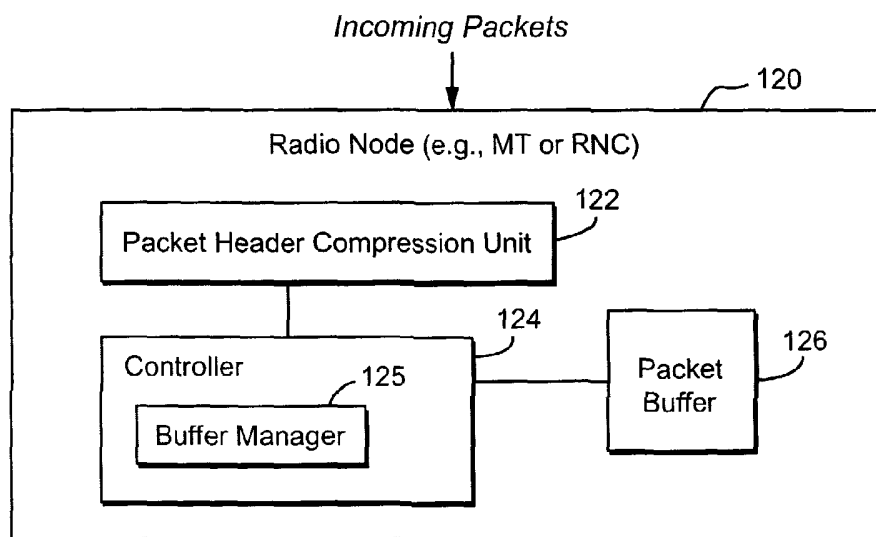 Incoming Packets
120
Radio Node (e.g., MT or RNC)
122
Packet Header Compression Unit
124
Controller
125
Buffer Manager
126
Packet
Buffer